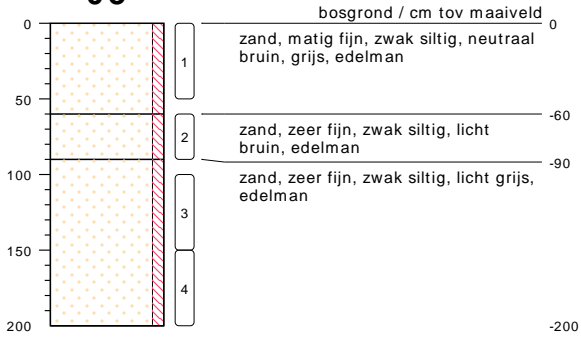 bosgrond / cm tov maaiveld
0
0
zand, matig fijn, zwak siltig, neutraal
bruin, grijs, edelman
1
50
-60
zand, zeer fijn, zwak siltig, licht
bruin, edelman
2
-90
100
zand, zeer fijn, zwak siltig, licht grijs,
edelman
3
150
4
200
-200